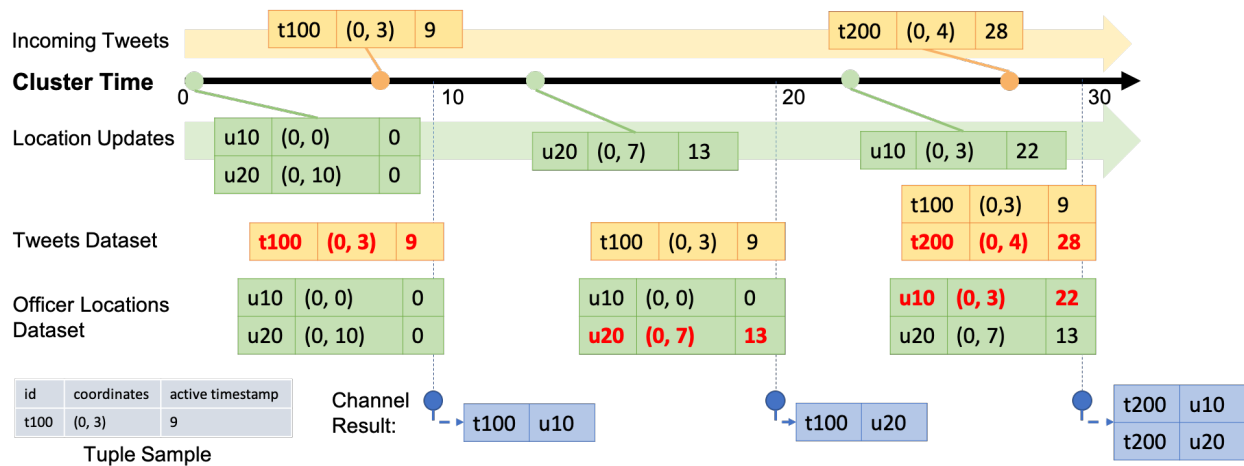 t100 (0, 3) 9
t200 (0, 4) 28
Incoming Tweets
Cluster Time
0 10 20 30
Location Updates
u10 (0, 0) 0
u20 (0, 10) 0
u20 (0, 7) 13
u10 (0, 3) 22
Tweets Dataset
t100 (0, 3) 9
t100 (0, 3) 9
t100 (0,3) 9
t200 (0, 4) 28
Officer Locations
Dataset
u10 (0, 0) 0
u20 (0, 10) 0
u10 (0, 0) 0
u20 (0, 7) 13
u10 (0, 3) 22
u20 (0, 7) 13
id coordinates active timestamp
t100 (0, 3) 9
Tuple Sample
Channel
Result:
t100 u10
t100 u20
t200 u10
t200 u20